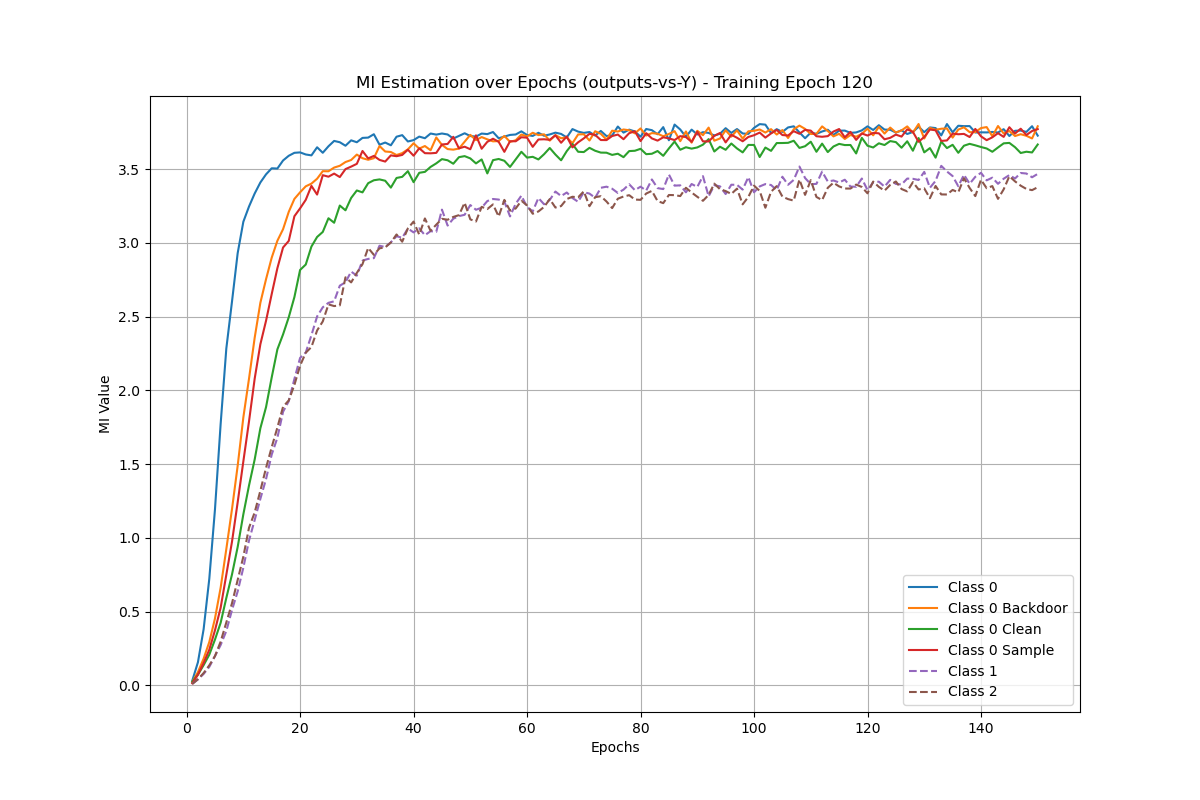 MI Estimation over Epochs (outputs-vs-Y) - Training Epoch 120
MI Value
3.5
3.0
2.5
2.0
1.5
1.0
0.5
0.0
Class 0
Class 0 Backdoor
Class 0 Clean
Class 0 Sample
Class 1
Class 2
0 20 40 60 80 100 120 140
Epochs